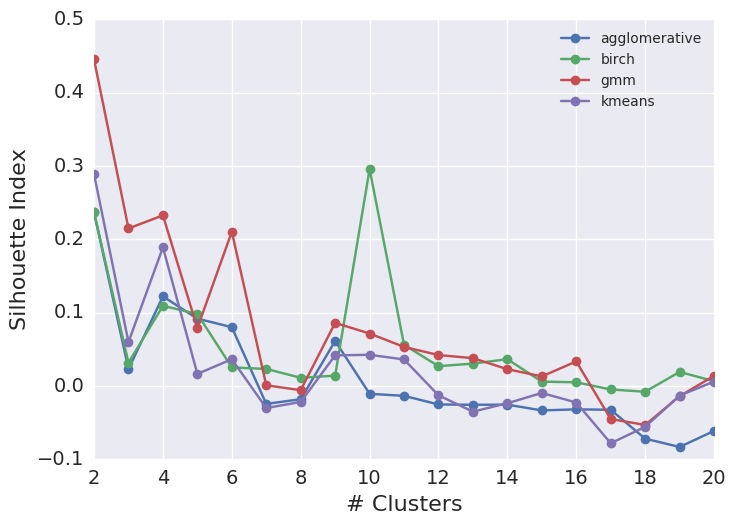 0.5
0.4
0.3
0.2
0.1
0.0
−0.1
Silhouette Index
agglomerative
birch
gmm
kmeans
2 4 6 8 10 12 14 16 18 20
# Clusters